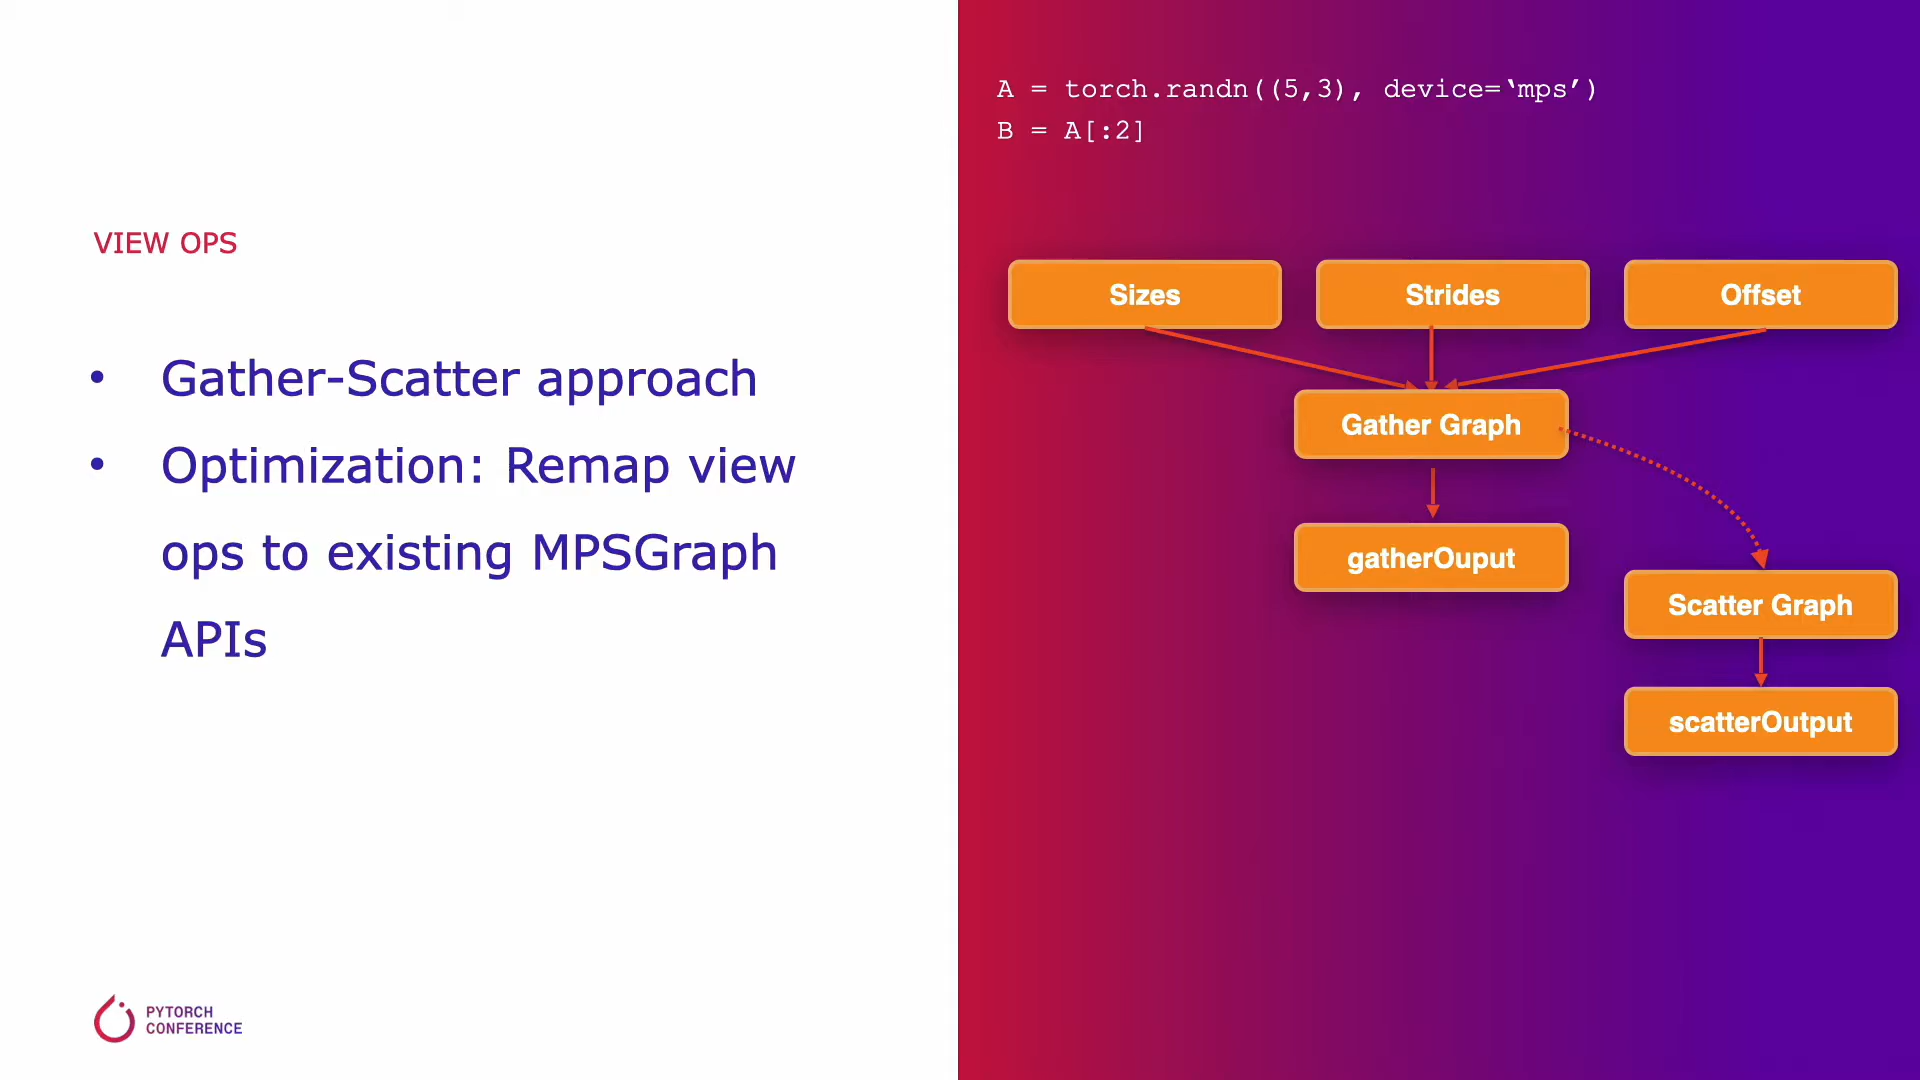 VIEW OPS
• Gather-Scatter approach
• Optimization: Remap view
ops to existing MPSGraph
APIs
PYTORCH
CONFERENCE
A = torch.randn((5,3), device=‘mps’)
B = A[:2]
Sizes
Strides
Offset
Gather Graph
gatherOuput
Scatter Graph
scatterOutput